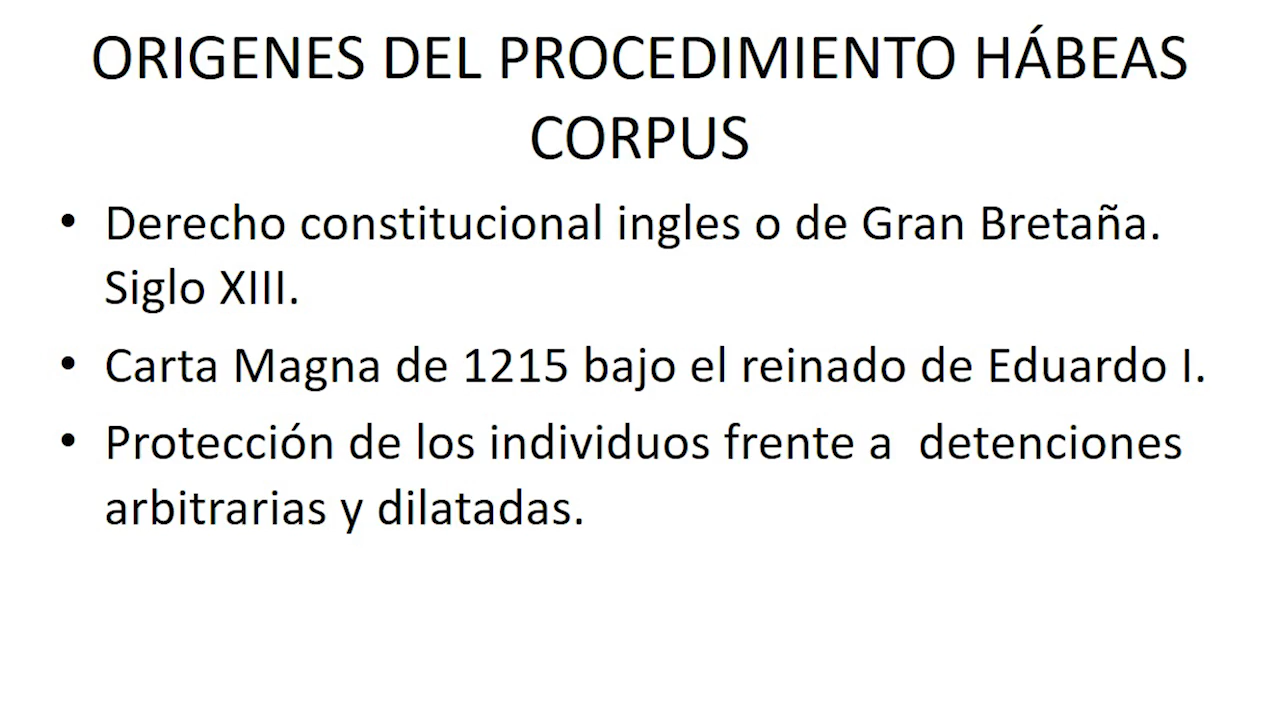 ORIGENES DEL PROCEDIMIENTO HÁBEAS
CORPUS
• Derecho constitucional ingles o de Gran Bretaña.
Siglo XIII.
• Carta Magna de 1215 bajo el reinado de Eduardo I.
• Protección de los individuos frente a  detenciones
arbitrarias y dilatadas.